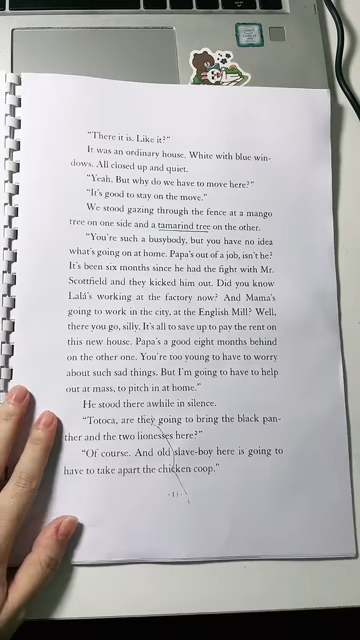 "There it is. Like it?"
It was an ordinary house. White with blue win-
dows. All closed up and quiet.
"Yeah. But why do we have to move here?"
"It's good to stay on the move."
We stood gazing through the fence at a mango
tree on one side and a tamarind tree on the other.
"You're such a busybody, but you have no idea
what's going on at home. Papa's out of a job, isn't he?
It's been six months since he had the fight with Mr.
Scottfield and they kicked him out. Did you know
Lalá's working at the factory now? And Mama's
going to work in the city, at the English Mill? Well,
there you go, silly. It's all to save up to pay the rent on
this new house. Papa's a good eight months behind
on the other one. You're too young to have to worry
about such sad things. But I'm going to have to help
out at mass, to pitch in at home."
He stood there awhile in silence.
"Totoca, are they going to bring the black pan-
ther and the two lionesses here?"
"Of course. And old slave-boy here is going to
have to take apart the chicken coop."